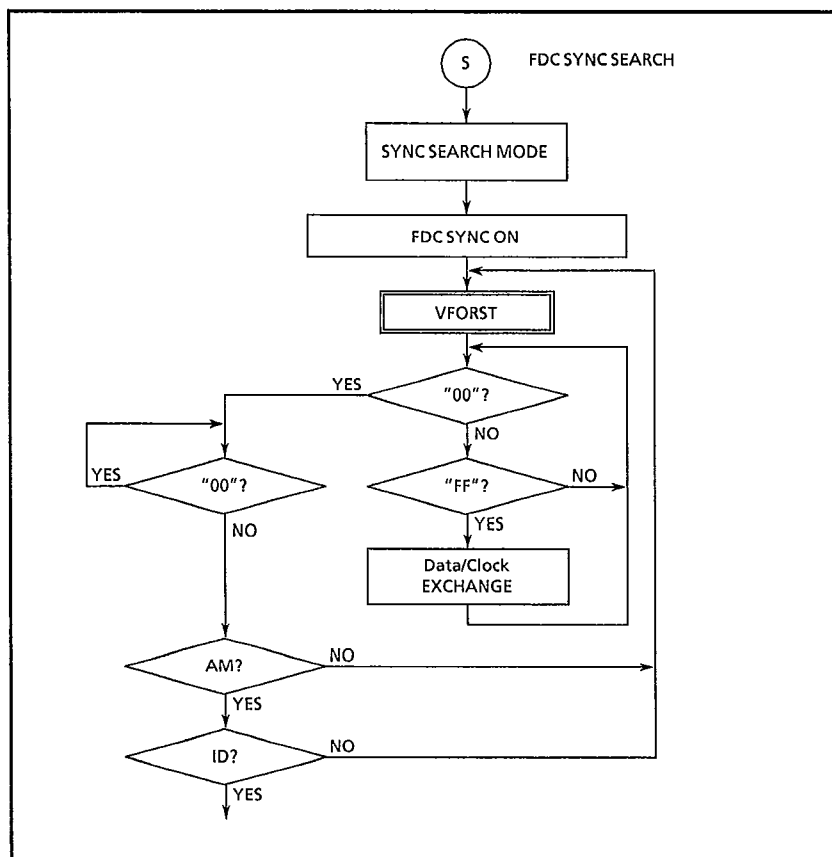 S
FDC SYNC SEARCH
SYNC SEARCH MODE
FDC SYNC ON
VFORST
YES
"00"?
NO
YES
"00"?
NO
"FF"?
NO
YES
Data/Clock
EXCHANGE
AM?
NO
YES
ID?
NO
YES